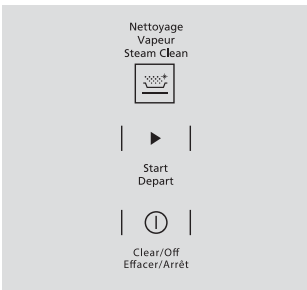 Nettoyage
Vapeur
Steam Clean
Start
Depart
Clear/Off
Effacer/Arrêt